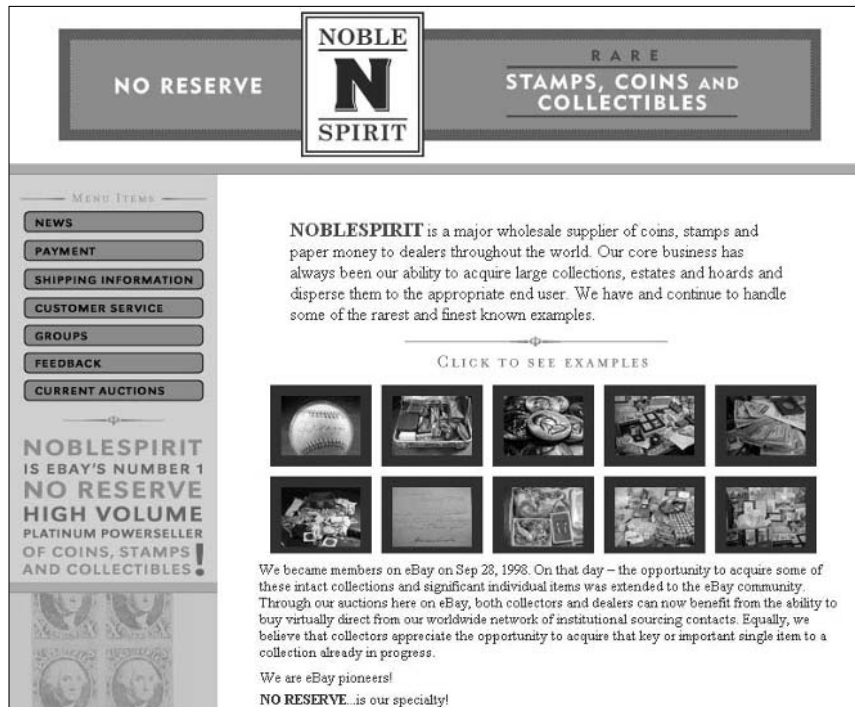 NO RESERVE
NOBLE
N
SPIRIT
RARE
STAMPS, COINS AND
COLLECTIBLES
MENU ITEMS
NEWS
PAYMENT
SHIPPING INFORMATION
CUSTOMER SERVICE
GROUPS
FEEDBACK
CURRENT AUCTIONS
NOBLESPIRIT
IS EBAY'S NUMBER 1
NO RESERVE
HIGH VOLUME
PLATINUM POWERSELLER
OF COINS, STAMPS
AND COLLECTIBLES!
NOBLESPIRIT is a major wholesale supplier of coins, stamps and
paper money to dealers throughout the world. Our core business has
always been our ability to acquire large collections, estates and hoards and
disperse them to the appropriate end user. We have and continue to handle
some of the rarest and finest known examples.
CLICK TO SEE EXAMPLES
We became members on eBay on Sep 28, 1998. On that day – the opportunity to acquire some of
these intact collections and significant individual items was extended to the eBay community.
Through our auctions here on eBay, both collectors and dealers can now benefit from the ability to
buy virtually direct from our worldwide network of institutional sourcing contacts. Equally, we
believe that collectors appreciate the opportunity to acquire that key or important single item to a
collection already in progress.
We are eBay pioneers!
NO RESERVE...is our specialty!